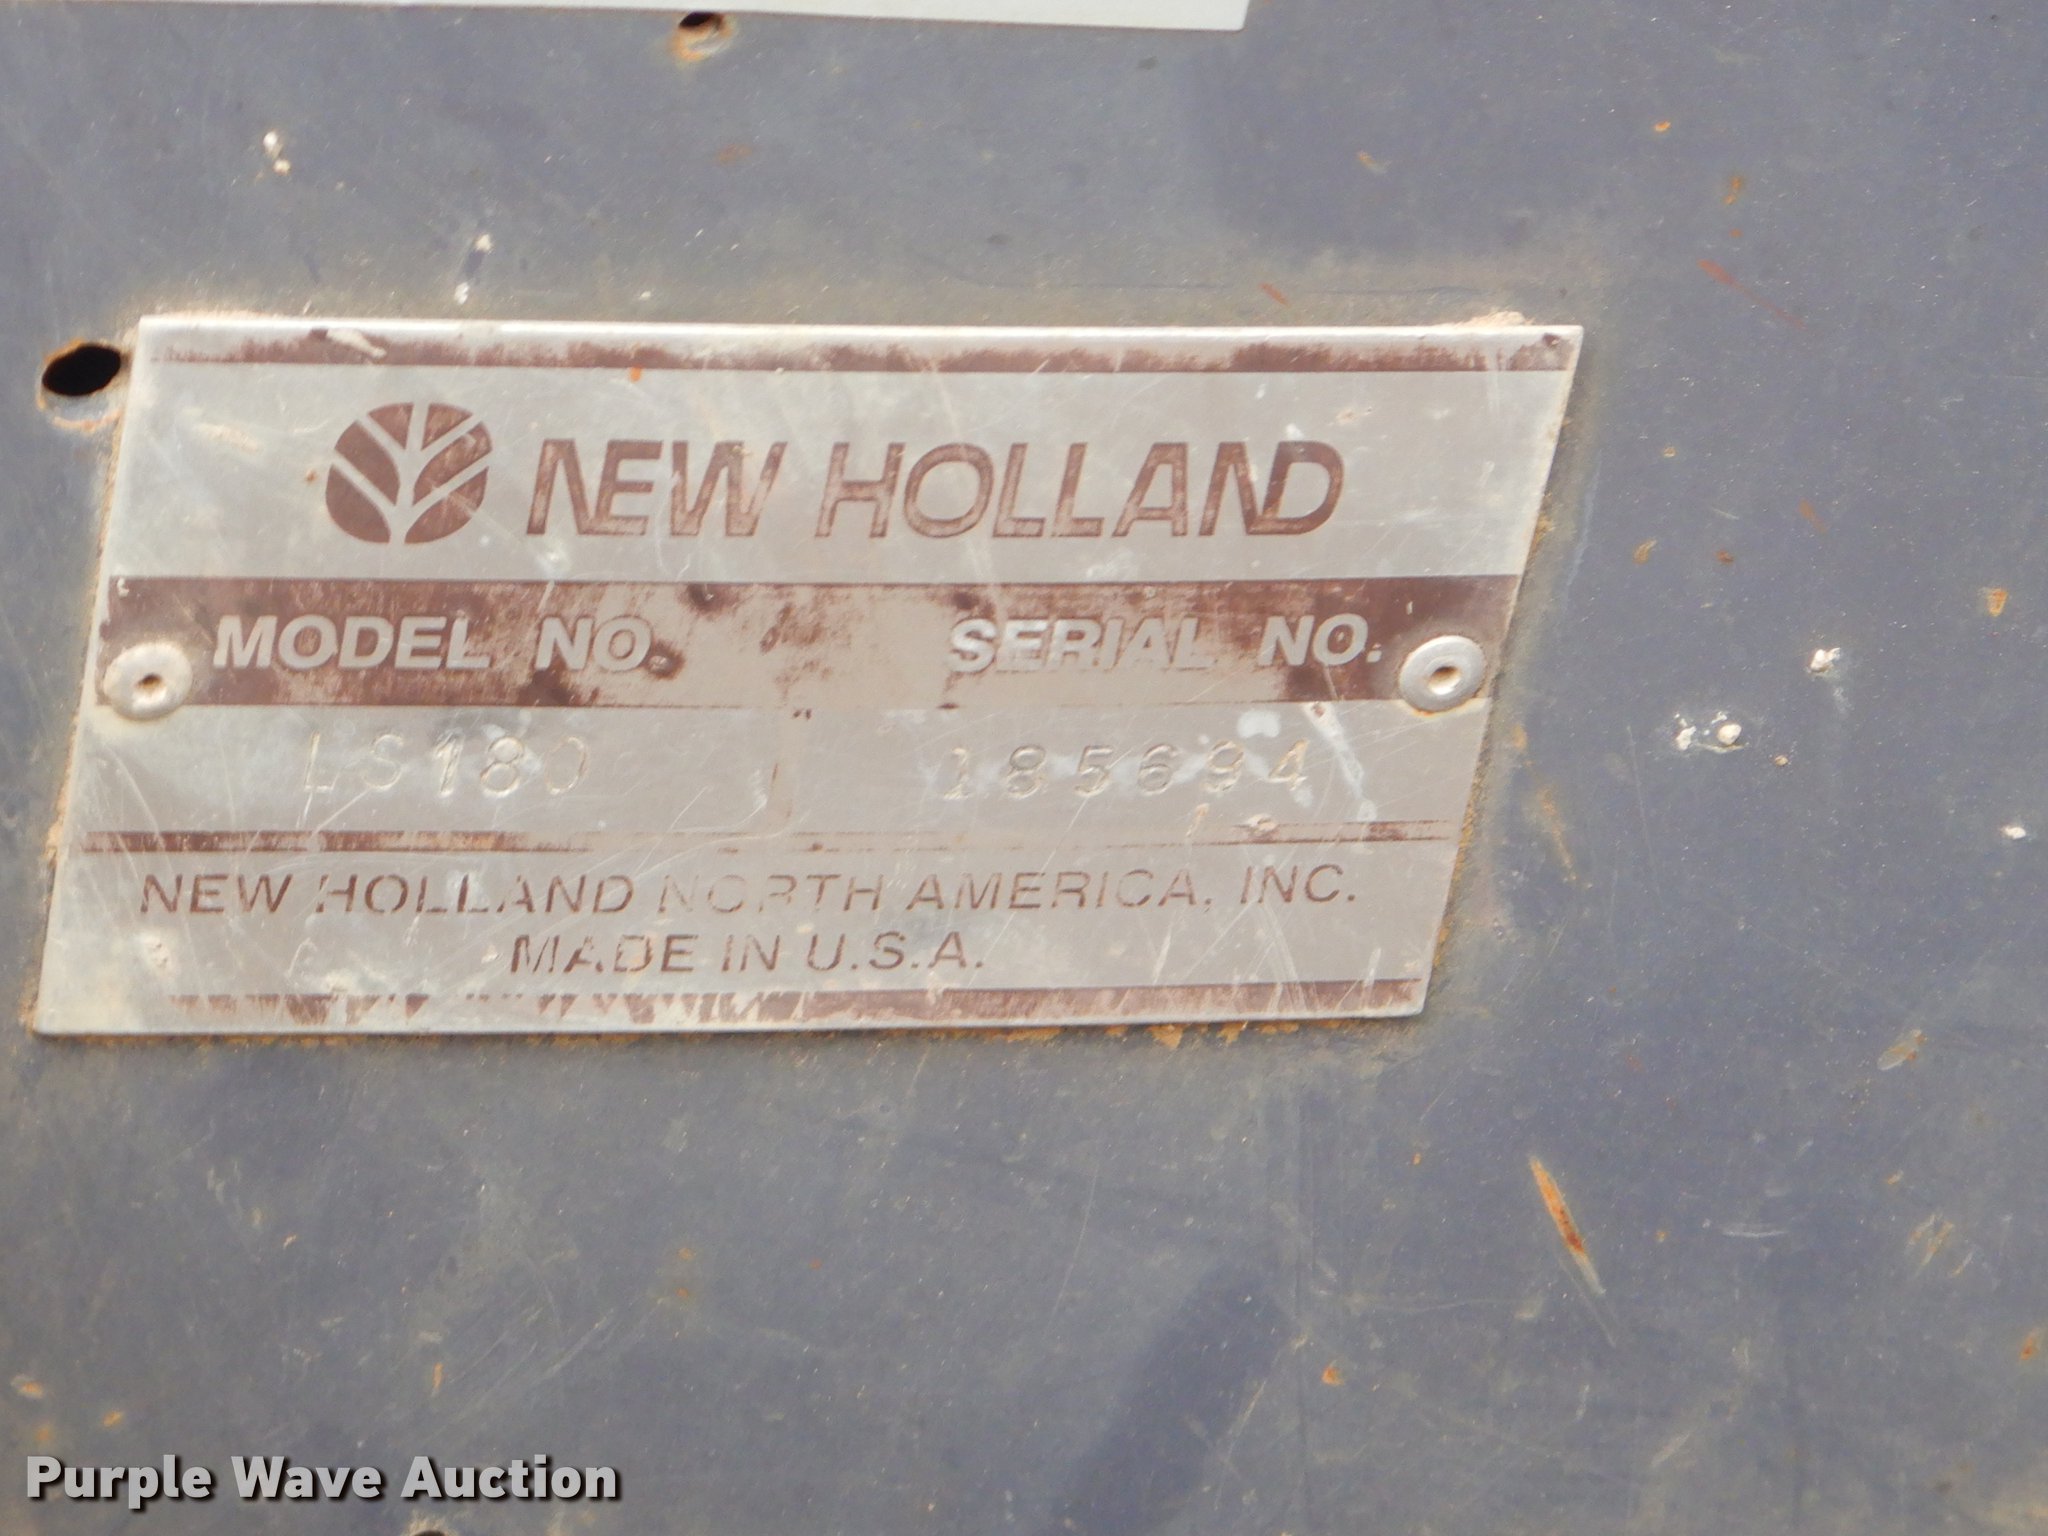 NEW HOLLAND
MODEL NO. SERIAL NO.
LS180 185694
NEW HOLLAND NORTH AMERICA, INC.
MADE IN U.S.A.
Purple Wave Auction